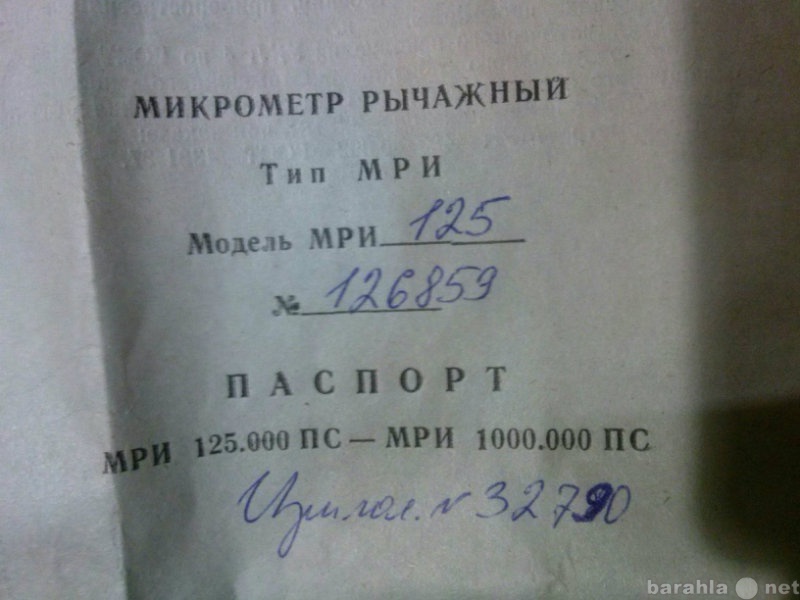 МИКРОМЕТР РЫЧАЖНЫЙ
Тип МРИ
Модель МРИ 125
№ 126859
ПАСПОРТ
МРИ 125.000 ПС — МРИ 1000.000 ПС
N 32790
barahla net